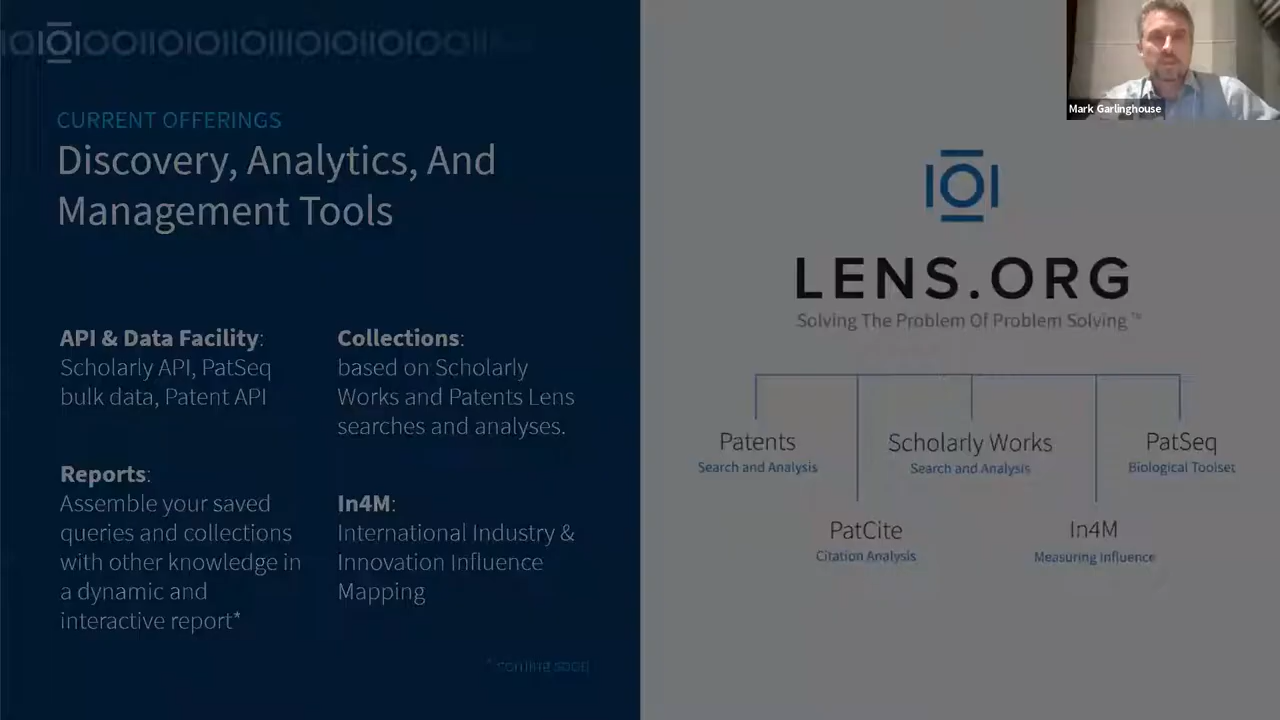 CURRENT OFFERINGS
Discovery, Analytics, And
Management Tools
API & Data Facility:
Scholarly API, PatSeq
bulk data, Patent API
Reports:
Assemble your saved
queries and collections
with other knowledge in
a dynamic and
interactive report*
Collections:
based on Scholarly
Works and Patents Lens
searches and analyses.
In4M:
International Industry &
Innovation Influence
Mapping
* coming soon
Mark Garlinghouse
LENS.ORG
Solving The Problem Of Problem Solving ™
Patents
Search and Analysis
Scholarly Works
Search and Analysis
PatSeq
Biological Toolset
PatCite
Citation Analysis
In4M
Measuring Influence